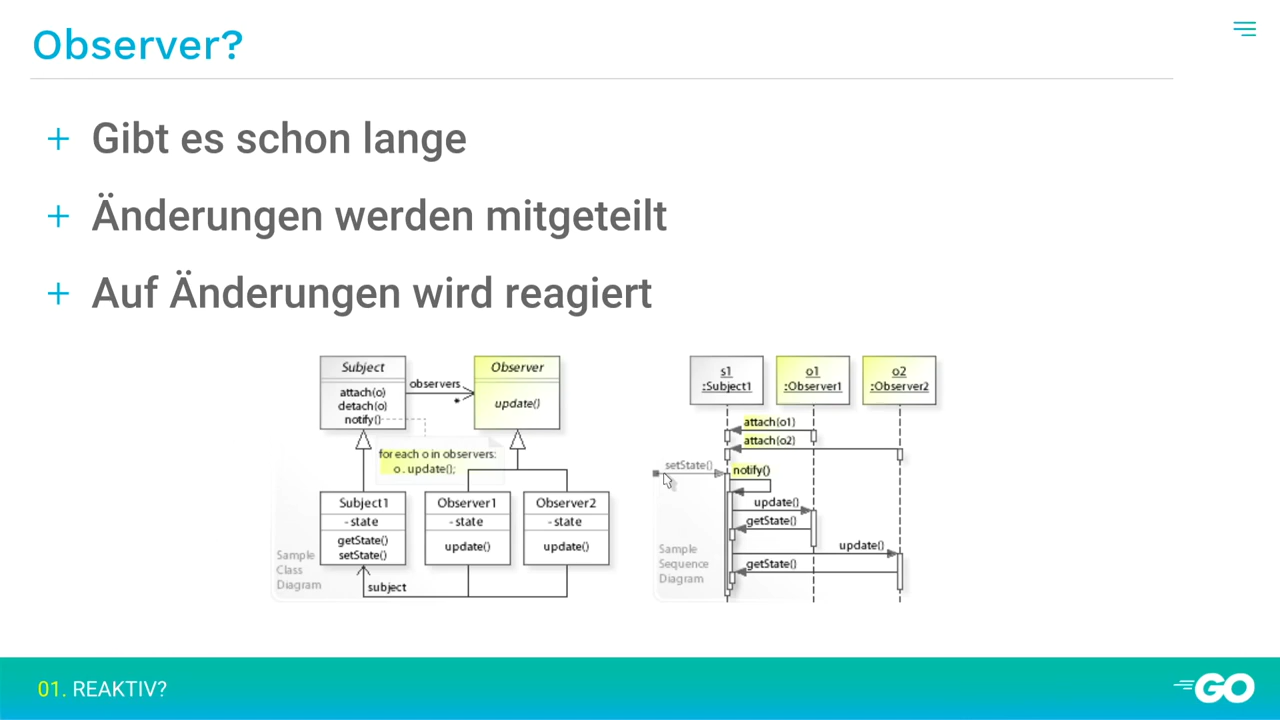 Observer?
+ Gibt es schon lange
+ Änderungen werden mitgeteilt
+ Auf Änderungen wird reagiert
Subject
attach(o)
detach(o)
notify()
observers
*
Observer
update()
for each o in observers:
o . update();
Subject1
- state
getState()
setState()
Observer1
- state
update()
Observer2
- state
update()
subject
Sample
Class
Diagram
s1
:Subject1
o1
:Observer1
o2
:Observer2
attach(o1)
attach(o2)
setState()
notify()
update()
getState()
update()
getState()
Sample
Sequence
Diagram
01. REAKTIV?
GO